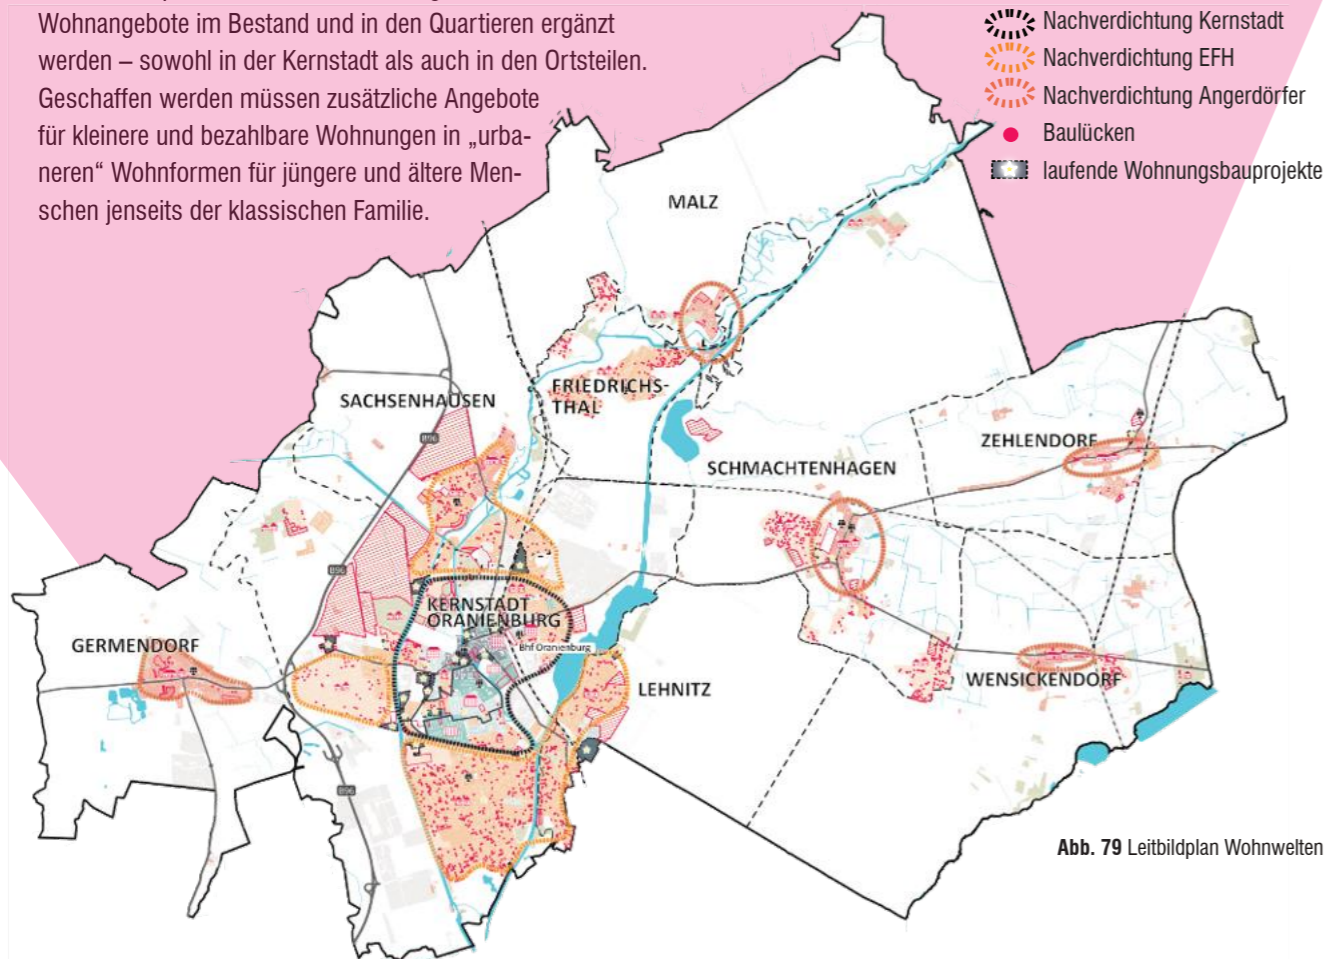 Wohnangebote im Bestand und in den Quartieren ergänzt
werden – sowohl in der Kernstadt als auch in den Ortsteilen.
Geschaffen werden müssen zusätzliche Angebote
für kleinere und bezahlbare Wohnungen in „urba-
neren“ Wohnformen für jüngere und ältere Men-
schen jenseits der klassischen Familie.
Nachverdichtung Kernstadt
Nachverdichtung EFH
Nachverdichtung Angerdörfer
Baulücken
laufende Wohnungsbauprojekte
MALZ
FRIEDRICHS-
THAL
SACHSENHAUSEN
B96
ZEHLENDORF
SCHMACHTENHAGEN
B96
KERNSTADT
ORANIENBURG
Bhf Oranienburg
GERMENDORF
LEHNITZ
WENSICKENDORF
B96
Abb. 79 Leitbildplan Wohnwelten